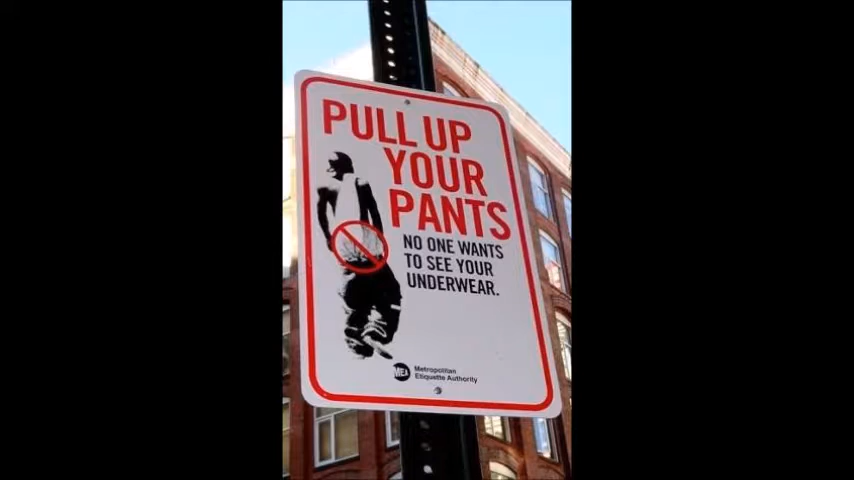 PULL UP
YOUR
PANTS
NO ONE WANTS
TO SEE YOUR
UNDERWEAR.
MEA
Metropolitan
Etiquette Authority